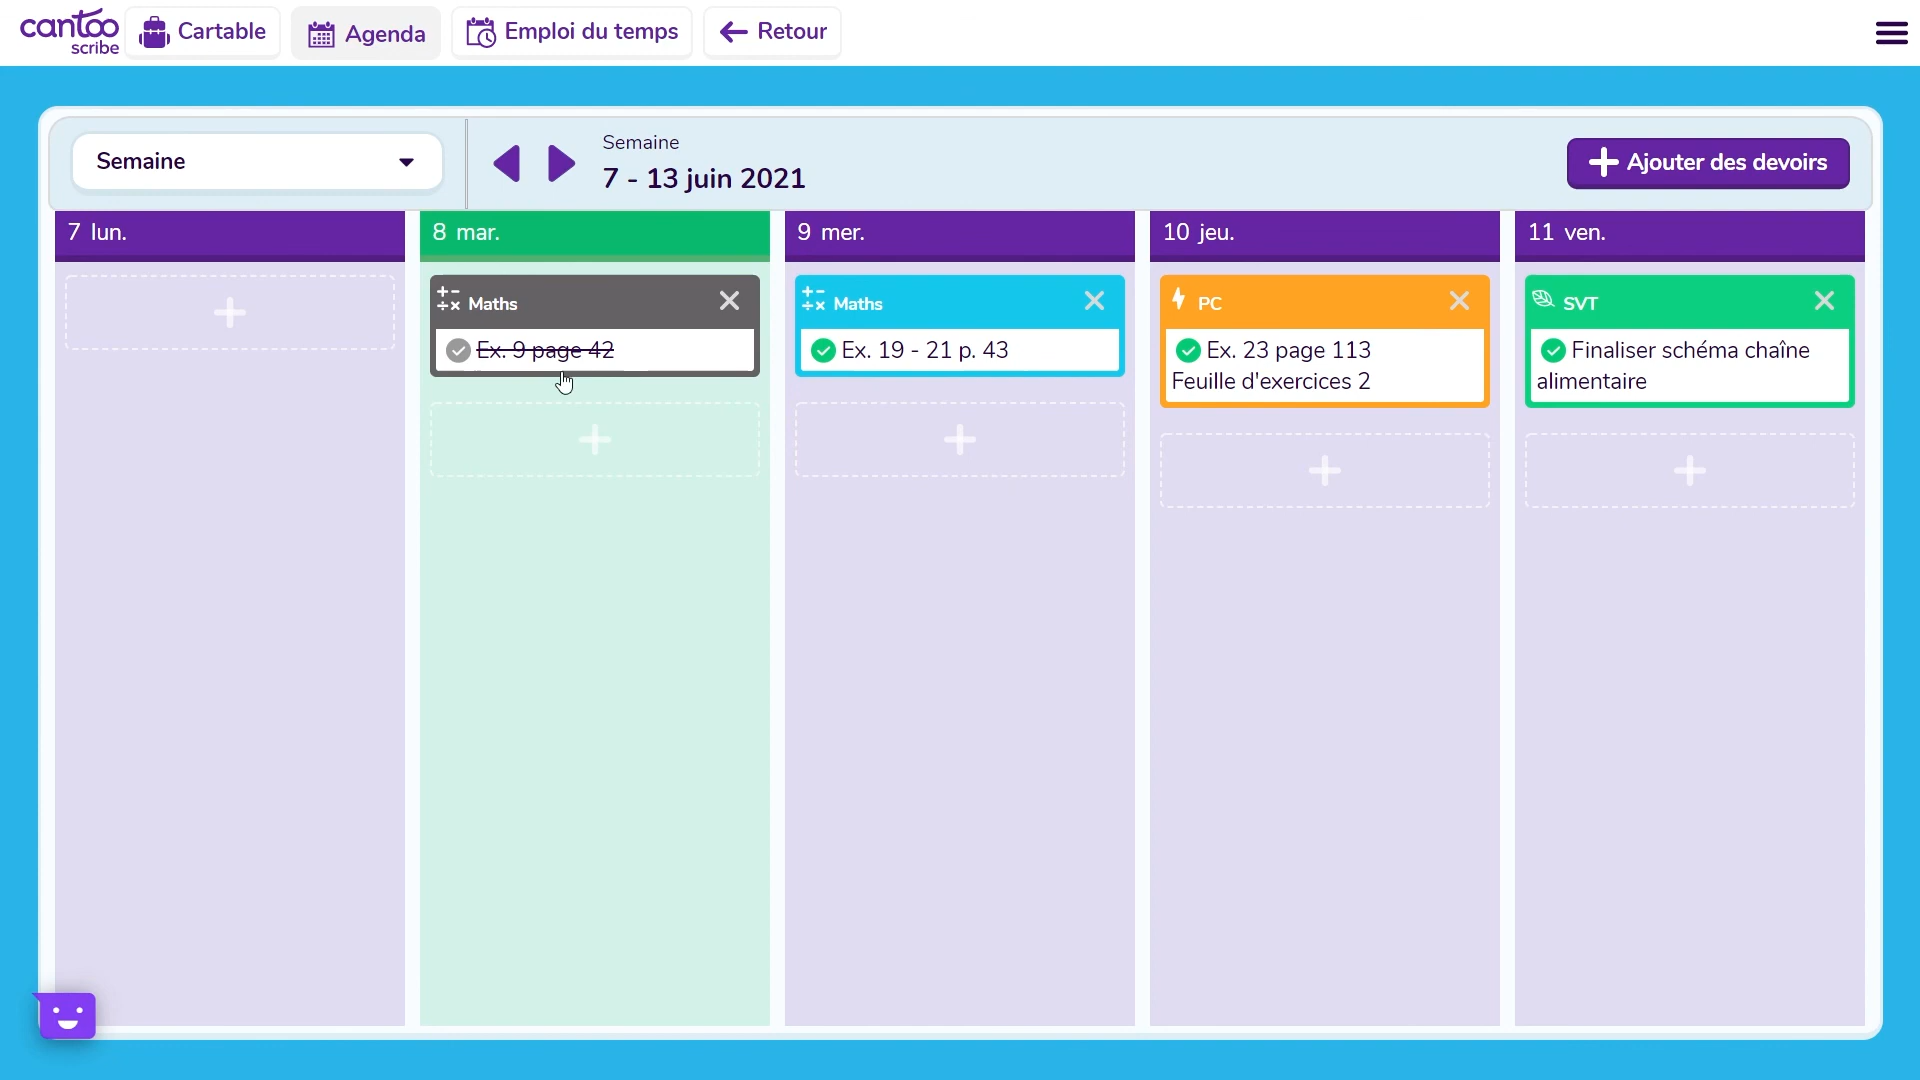 cantoo
scribe
Cartable
Agenda
Emploi du temps
Retour
Semaine
Semaine
7 - 13 juin 2021
Ajouter des devoirs
7 lun.
8 mar.
9 mer.
10 jeu.
11 ven.
Maths
Ex. 9 page 42
Maths
Ex. 19 - 21 p. 43
PC
Ex. 23 page 113
Feuille d'exercices 2
SVT
Finaliser schéma chaîne
alimentaire